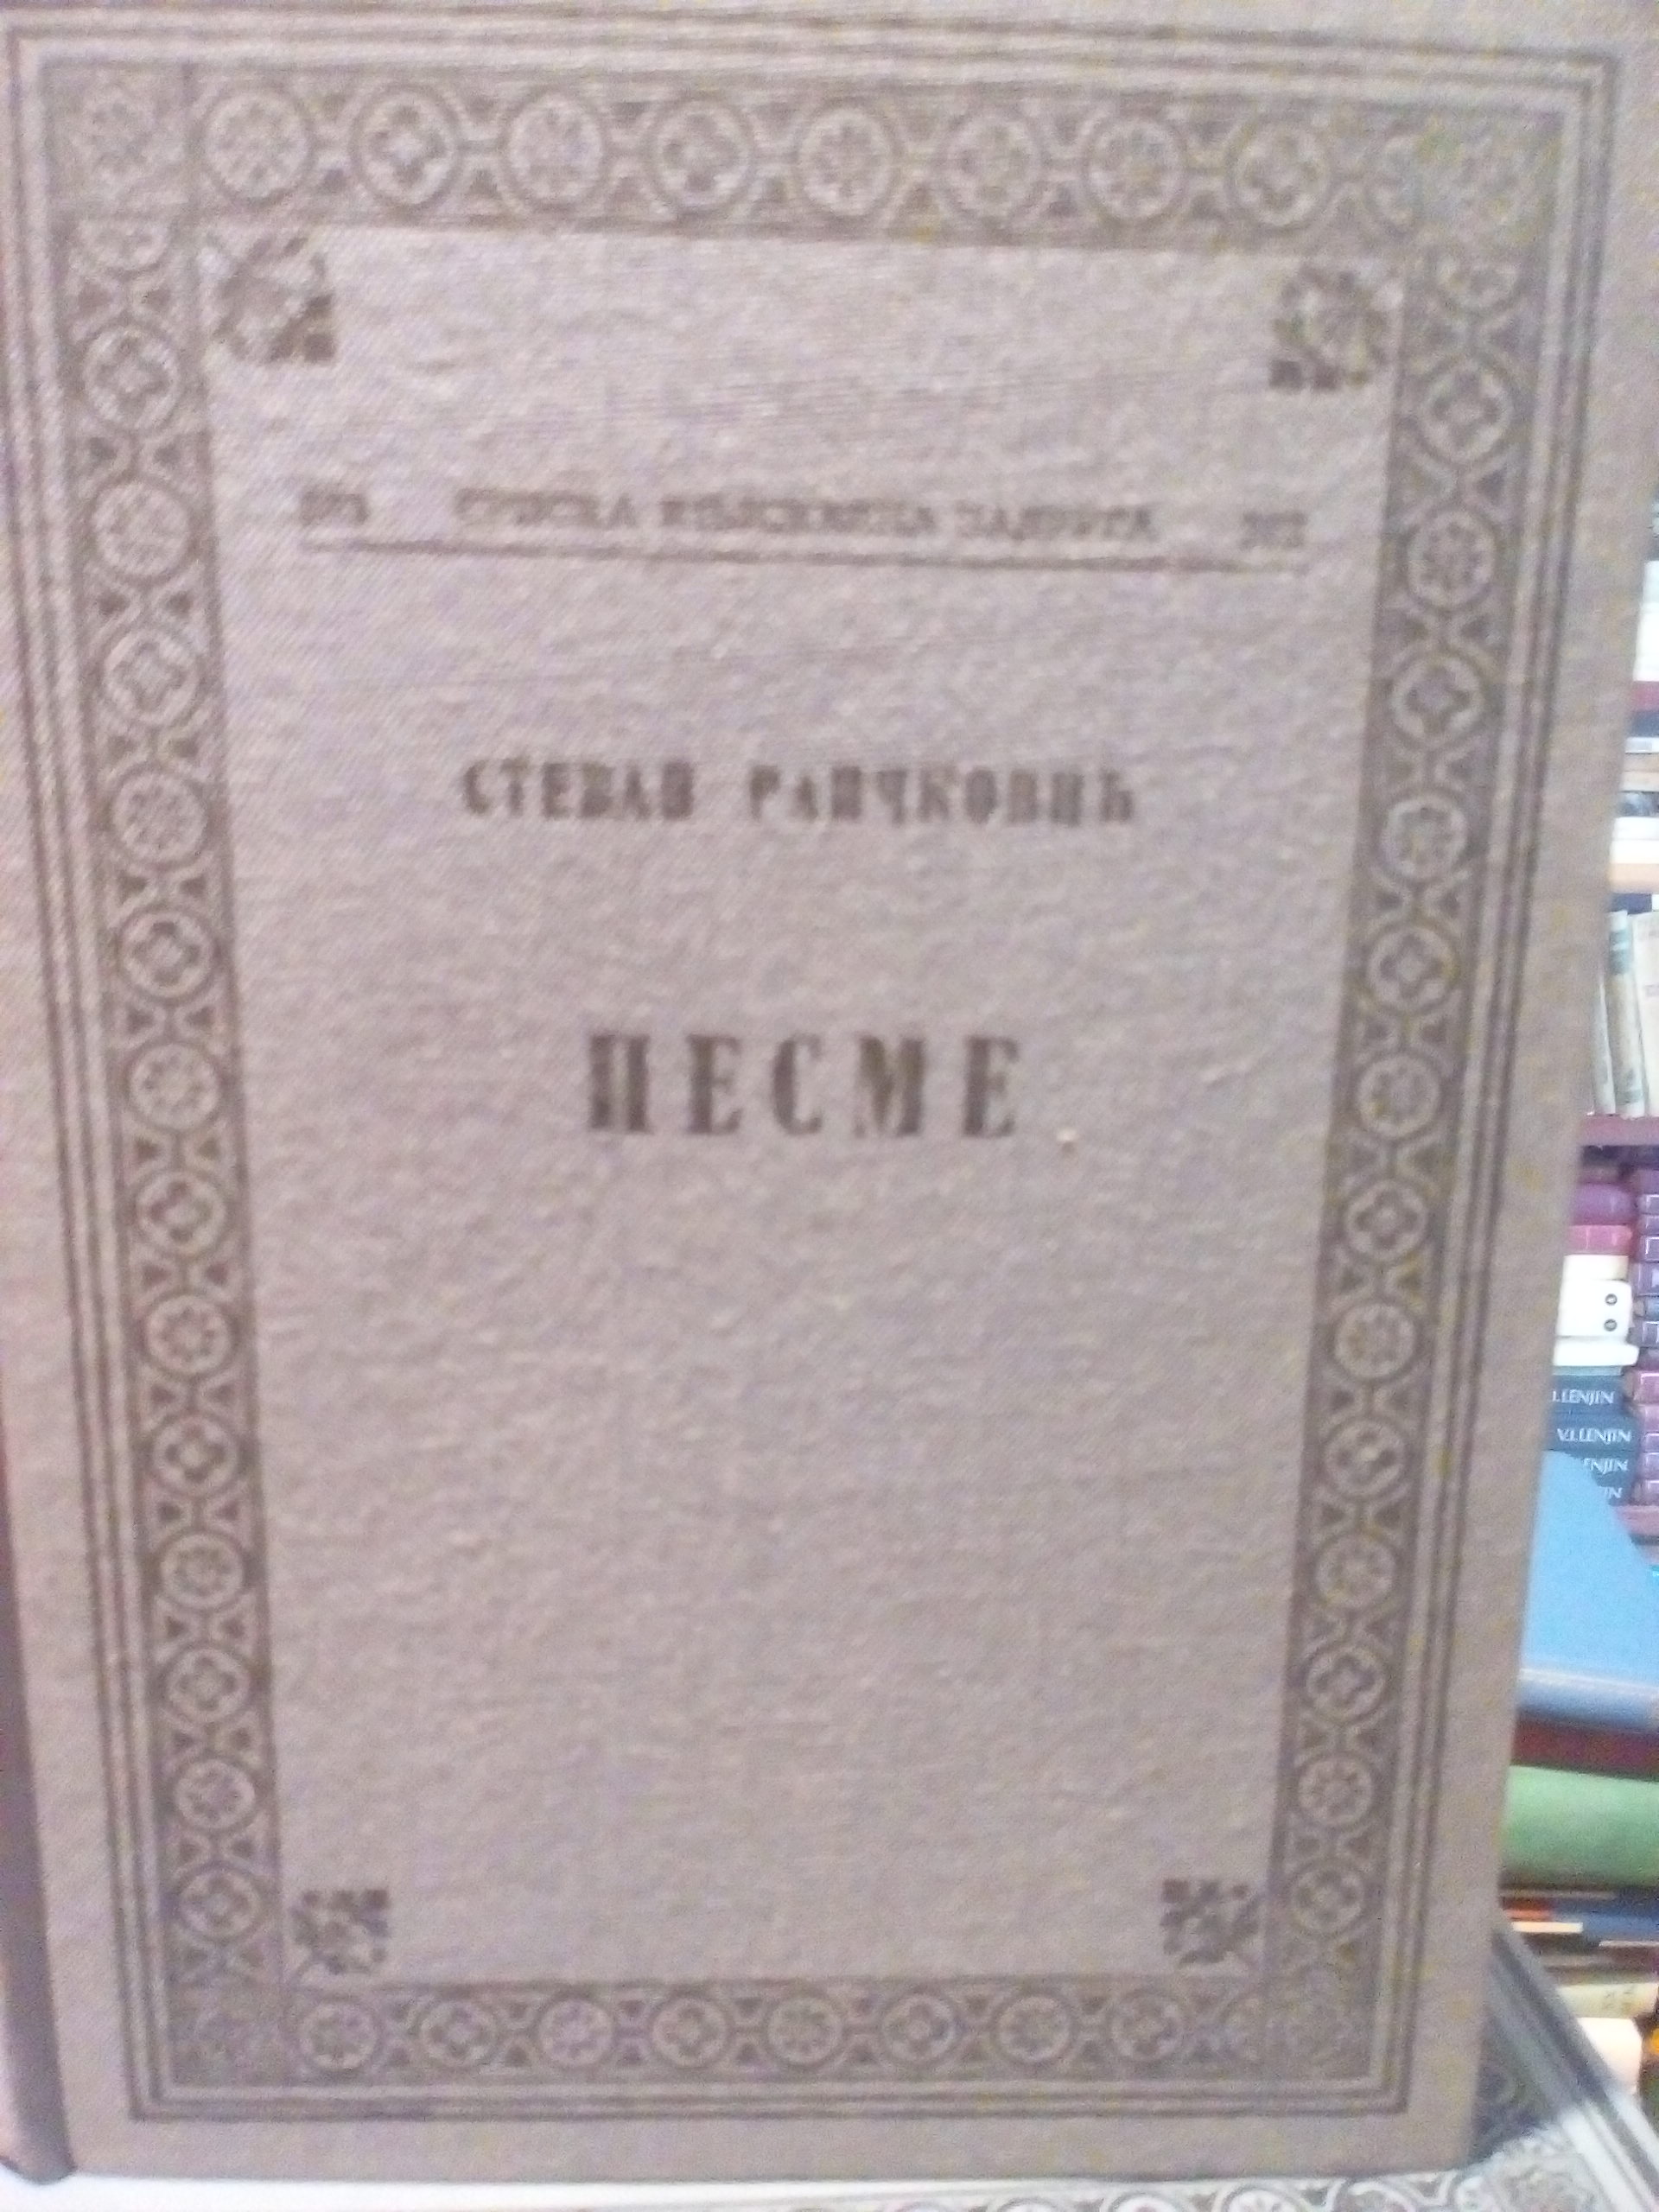 СРПСКА КЊИЖЕВНА ЗАДРУГА
СТЕВАН РАИЧКОВИЋ
ПЕСМЕ
LENJIN
V.I.LENJIN